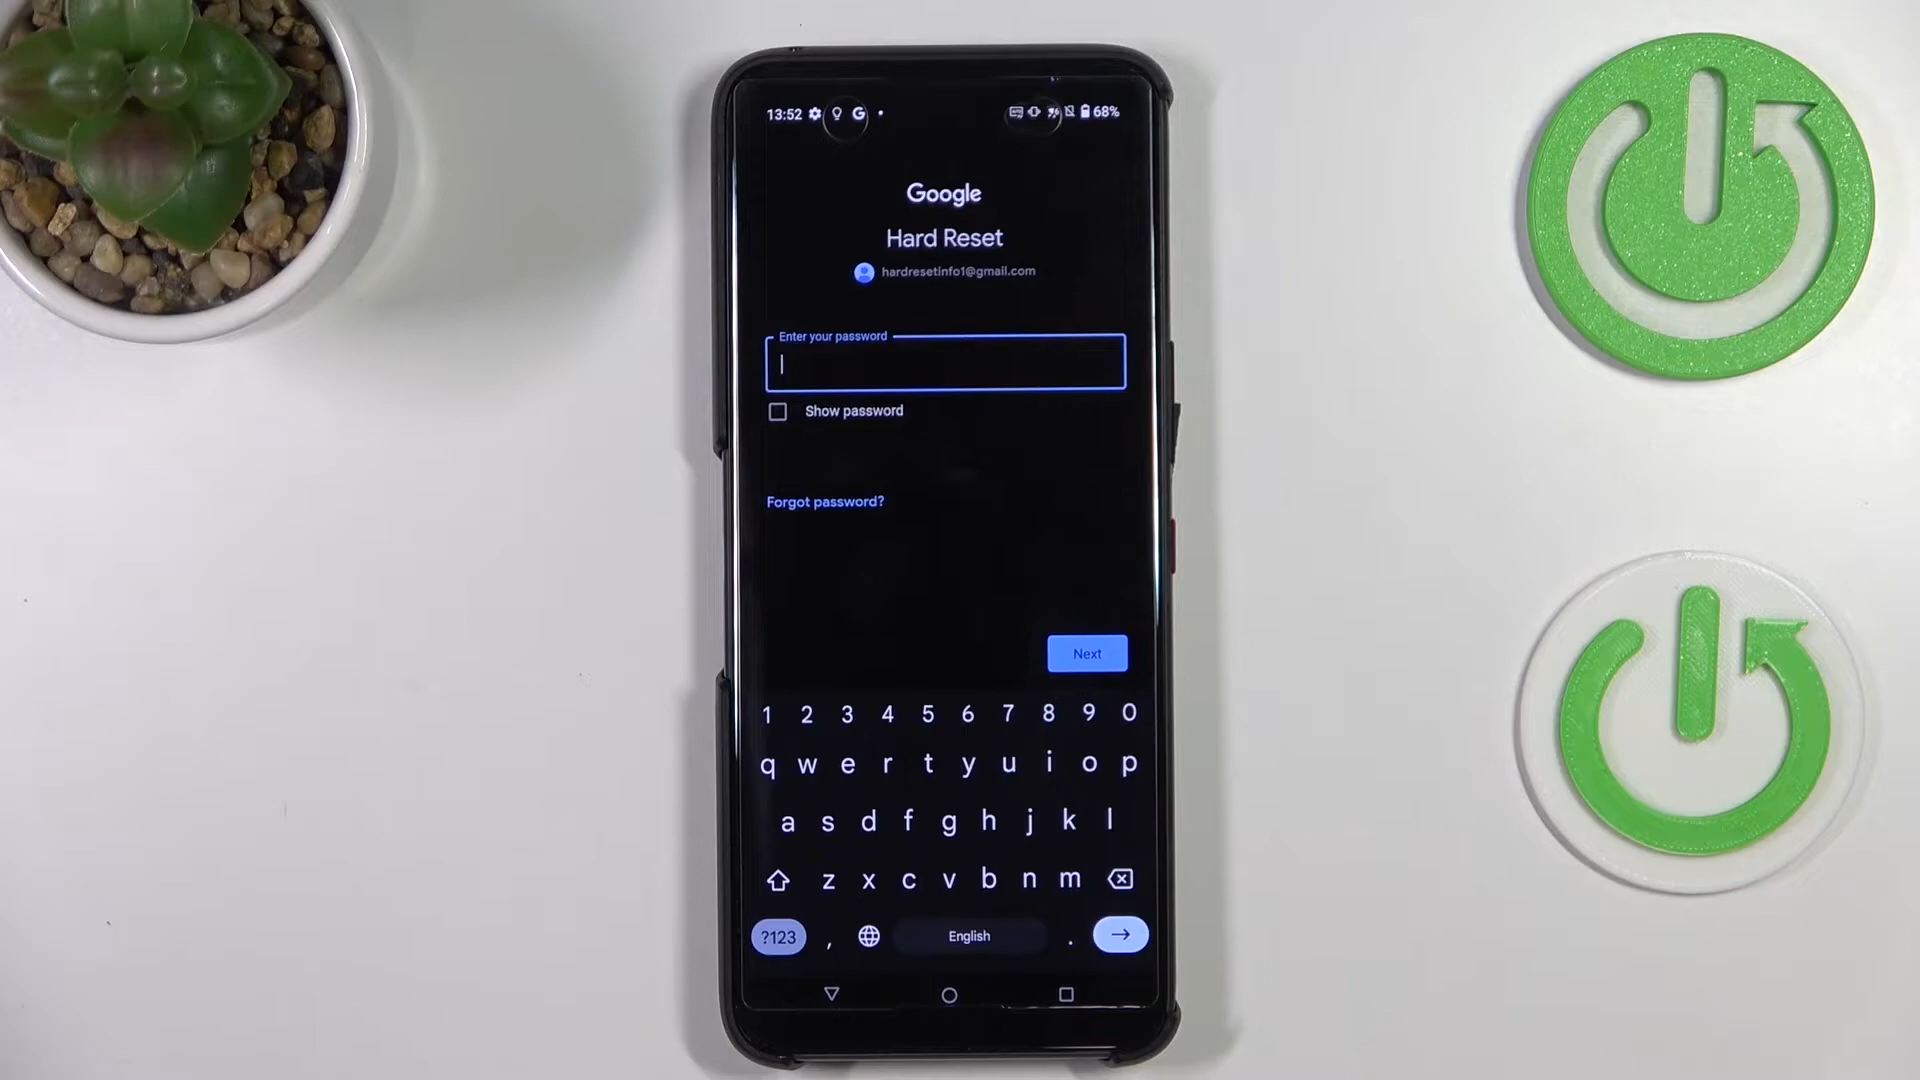 13:52 G 68%
Google
Hard Reset
hardresetinfo1@gmail.com
Enter your password
Show password
Forgot password?
Next
1 2 3 4 5 6 7 8 9 0
q w e r t y u i o p
a s d f g h j k l
z x c v b n m
?123 , English .